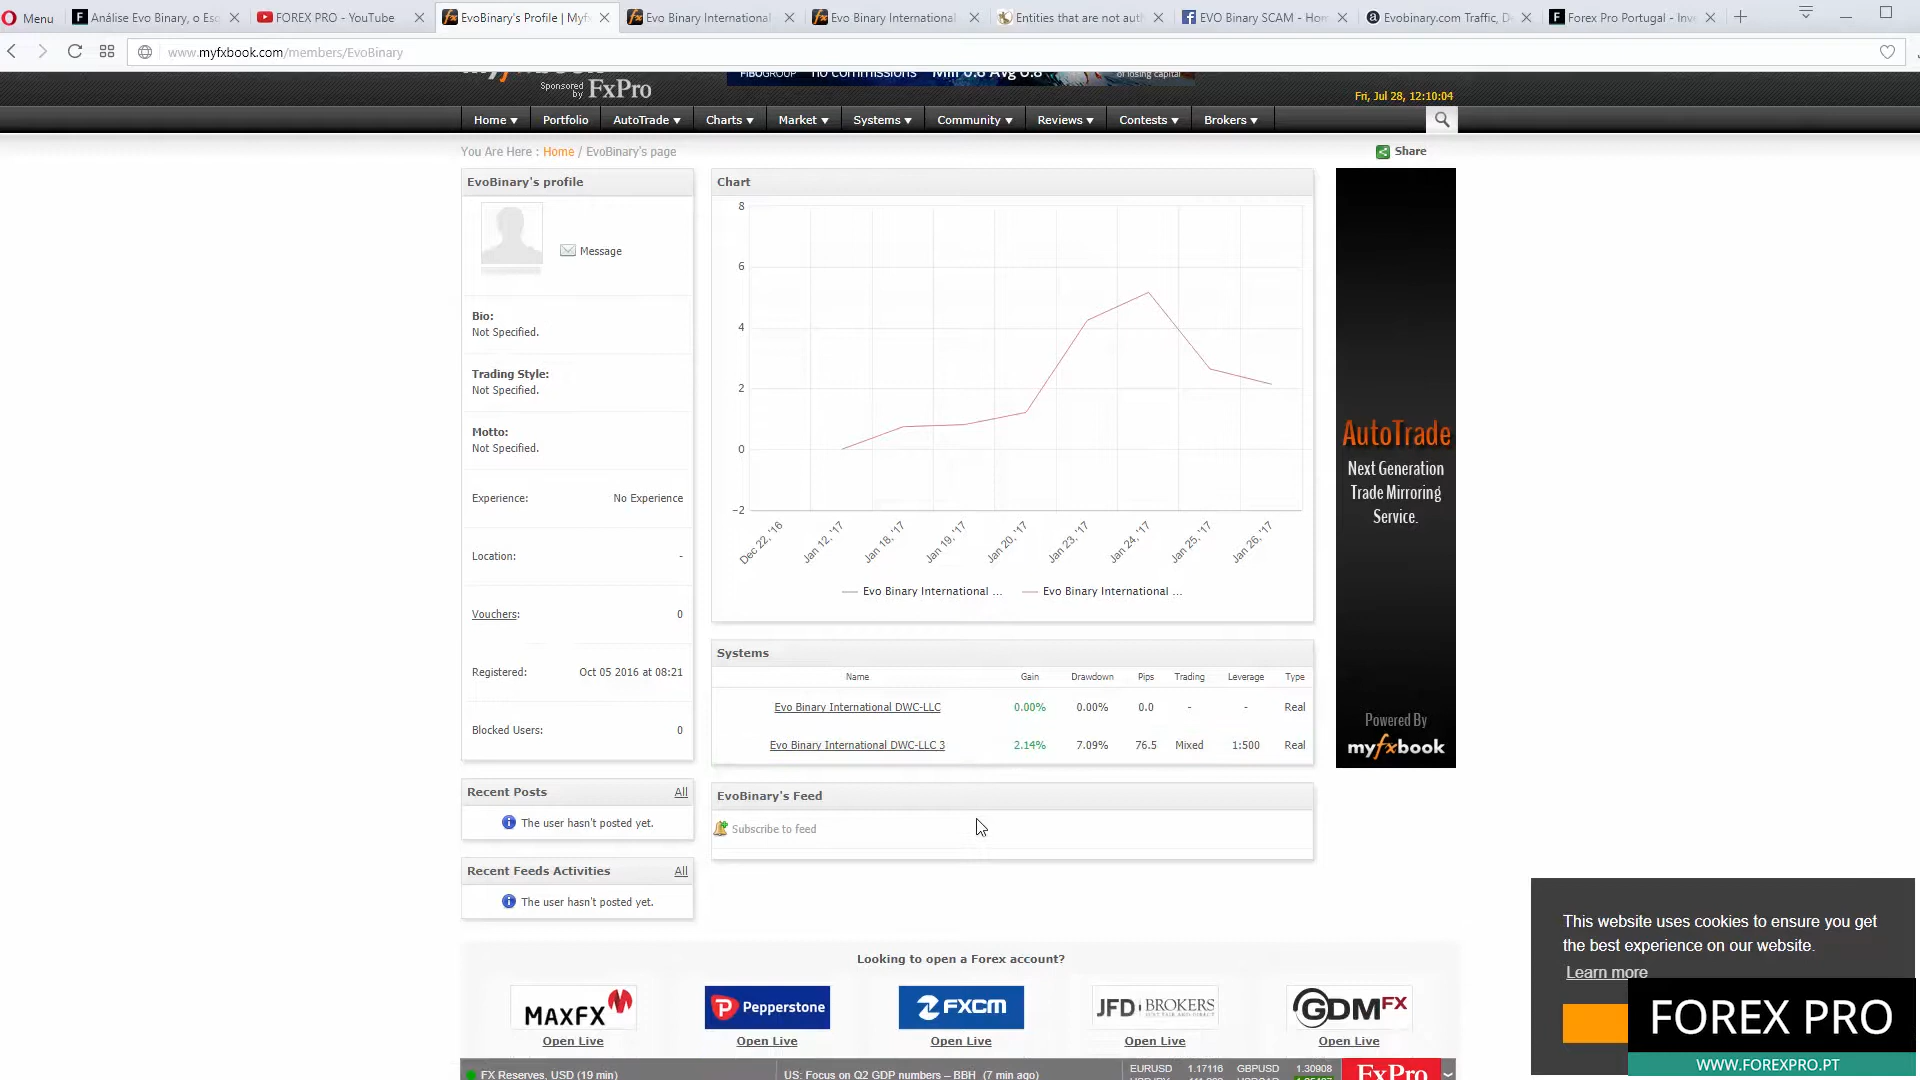 Menu
Análise Evo Binary, o Es
FOREX PRO - YouTube
EvoBinary's Profile | Myf
Evo Binary International
Evo Binary International
Entities that are not aut
EVO Binary SCAM - Hom
Evobinary.com Traffic, D
Forex Pro Portugal - Inv
www.myfxbook.com/members/EvoBinary
Sponsored by FxPro
FIBOGROUP no commissions Min 0.6 Avg 0.8
of losing capital
Fri, Jul 28, 12:10:04
Home Portfolio AutoTrade Charts Market Systems Community Reviews Contests Brokers
You Are Here : Home / EvoBinary's page
Share
EvoBinary's profile
Message
Bio:
Not Specified.
Trading Style:
Not Specified.
Motto:
Not Specified.
Experience: No Experience
Location: -
Vouchers: 0
Registered: Oct 05 2016 at 08:21
Blocked Users: 0
Recent Posts All
The user hasn't posted yet.
Recent Feeds Activities All
The user hasn't posted yet.
Chart
8
6
4
2
0
−2
Dec 22, '16
Jan 12, '17
Jan 18, '17
Jan 19, '17
Jan 20, '17
Jan 23, '17
Jan 24, '17
Jan 25, '17
Jan 26, '17
Evo Binary International ... Evo Binary International ...
Systems
Name Gain Drawdown Pips Trading Leverage Type
Evo Binary International DWC-LLC 0.00% 0.00% 0.0 - - Real
Evo Binary International DWC-LLC 3 2.14% 7.09% 76.5 Mixed 1:500 Real
EvoBinary's Feed
Subscribe to feed
AutoTrade
Next Generation
Trade Mirroring
Service.
Powered By
myfxbook
Looking to open a Forex account?
MAXFX
Pepperstone
FXCM
JFD BROKERS
GDMFX
Open Live Open Live Open Live Open Live Open Live
FX Reserves, USD (19 min)
US: Focus on Q2 GDP numbers – BBH (7 min ago)
EURUSD 1.17116 GBPUSD 1.30908
FxPro
This website uses cookies to ensure you get
the best experience on our website.
Learn more
FOREX PRO
WWW.FOREXPRO.PT